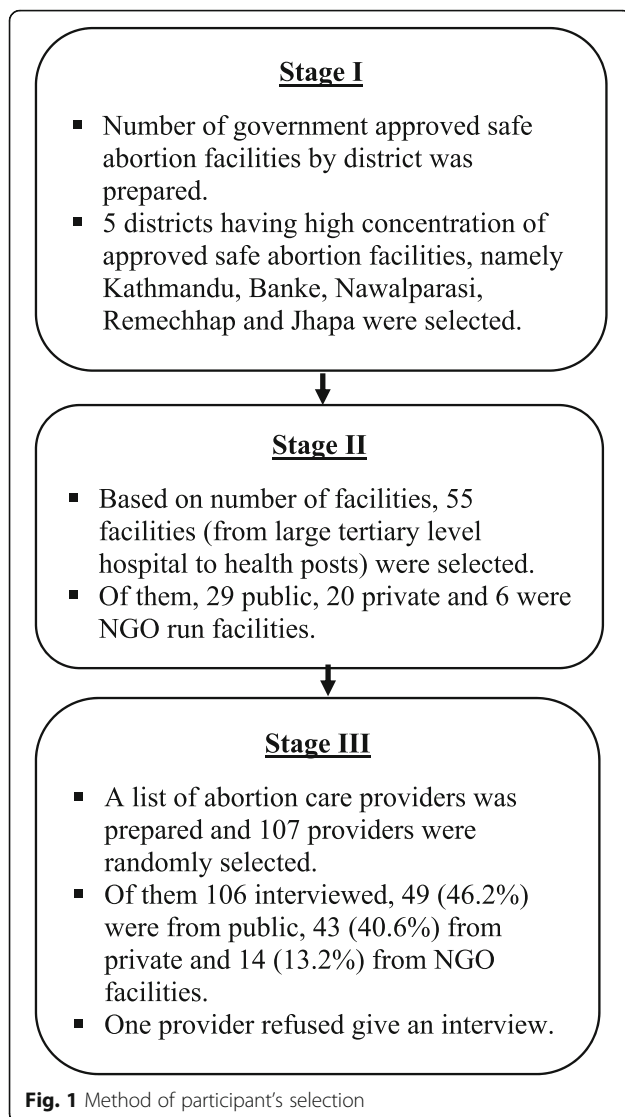 Stage I
▪ Number of government approved safe
abortion facilities by district was
prepared.
▪ 5 districts having high concentration of
approved safe abortion facilities, namely
Kathmandu, Banke, Nawalparasi,
Remechhap and Jhapa were selected.
Stage II
▪ Based on number of facilities, 55
facilities (from large tertiary level
hospital to health posts) were selected.
▪ Of them, 29 public, 20 private and 6 were
NGO run facilities.
Stage III
▪ A list of abortion care providers was
prepared and 107 providers were
randomly selected.
▪ Of them 106 interviewed, 49 (46.2%)
were from public, 43 (40.6%) from
private and 14 (13.2%) from NGO
facilities.
▪ One provider refused give an interview.
Fig. 1 Method of participant's selection